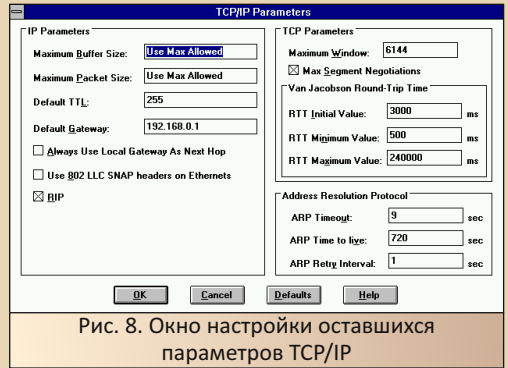 TCP/IP Parameters
IP Parameters
Maximum Buffer Size: Use Max Allowed
Maximum Packet Size: Use Max Allowed
Default TTL: 255
Default Gateway: 192.168.0.1
Always Use Local Gateway As Next Hop
Use 802 LLC SNAP headers on Ethernets
RIP
TCP Parameters
Maximum Window: 6144
Max Segment Negotiations
Van Jacobson Round-Trip Time
RTT Initial Value: 3000 ms
RTT Minimum Value: 500 ms
RTT Maximum Value: 240000 ms
Address Resolution Protocol
ARP Timeout: 9 sec
ARP Time to live: 720 sec
ARP Retry Interval: 1 sec
OK Cancel Defaults Help
Рис. 8. Окно настройки оставшихся
параметров TCP/IP